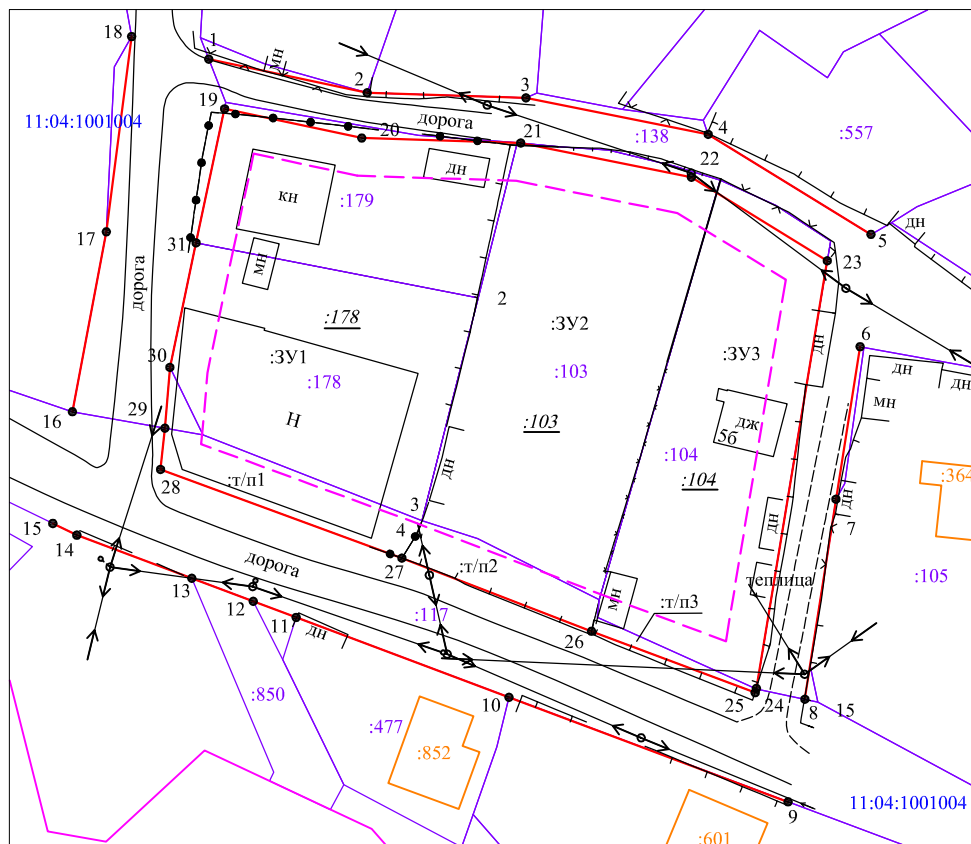 18
1
мн
2
3
19
дорога
20
21
4
:138
:557
22
11:04:1001004
кн
:179
дн
5
дн
17
31
мн
23
дорога
2
:178
:ЗУ2
:ЗУ1
:ЗУ3
дн
6
30
:178
:103
дн
дн
мн
16
29
Н
:103
дж
5б
:104
28
:т/п1
дн
:104
:364
15
14
3
4
дн
дн
7
27
дорога
:т/п2
теплица
:105
13
12
:117
мн
:т/п3
11
дн
26
:850
10
25
24
8
15
:477
:852
11:04:1001004
9
:601